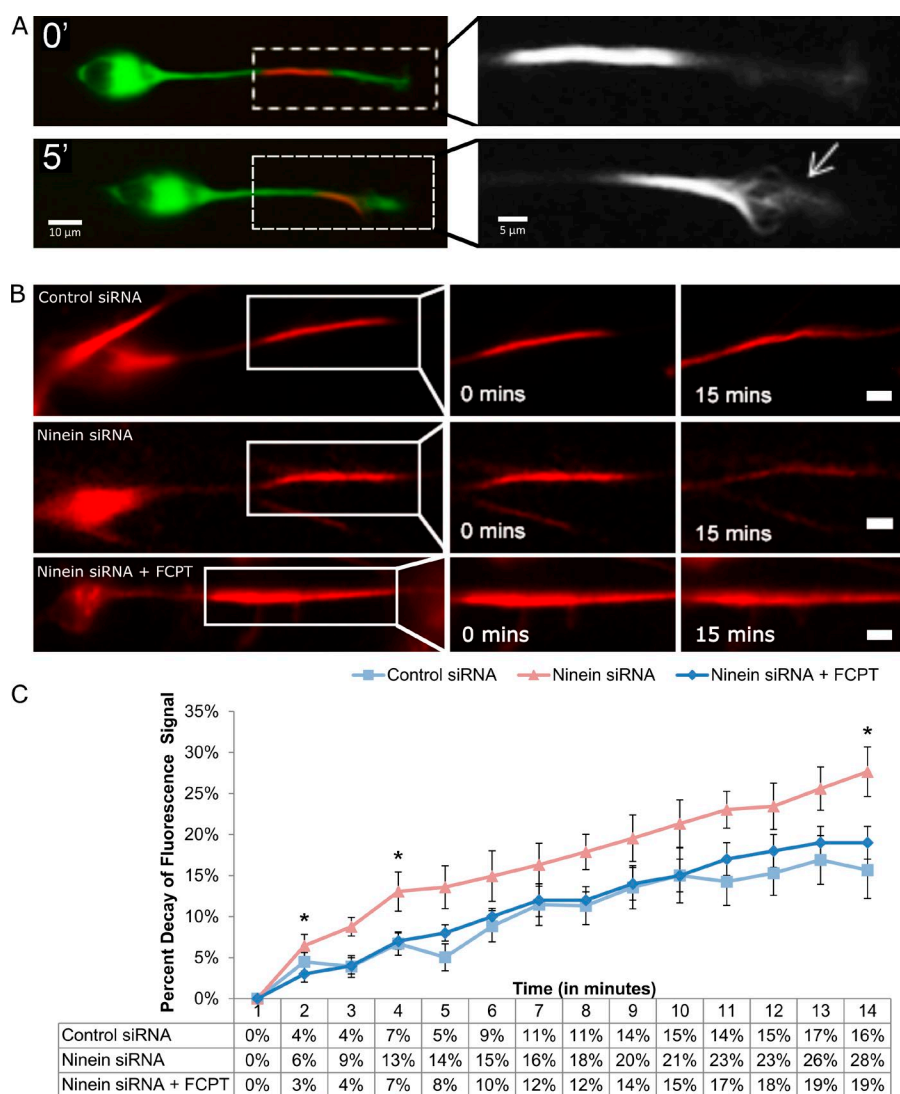 A
0'
5'
10 µm
5 µm
B
Control siRNA
0 mins
15 mins
Ninein siRNA
0 mins
15 mins
Ninein siRNA + FCPT
0 mins
15 mins
C
Control siRNA Ninein siRNA Ninein siRNA + FCPT
Percent Decay of Fluorescence Signal
35%
30%
25%
20%
15%
10%
5%
0%
* * *
Time (in minutes)
1 2 3 4 5 6 7 8 9 10 11 12 13 14
Control siRNA 0% 4% 4% 7% 5% 9% 11% 11% 14% 15% 14% 15% 17% 16%
Ninein siRNA 0% 6% 9% 13% 14% 15% 16% 18% 20% 21% 23% 23% 26% 28%
Ninein siRNA + FCPT 0% 3% 4% 7% 8% 10% 12% 12% 14% 15% 17% 18% 19% 19%